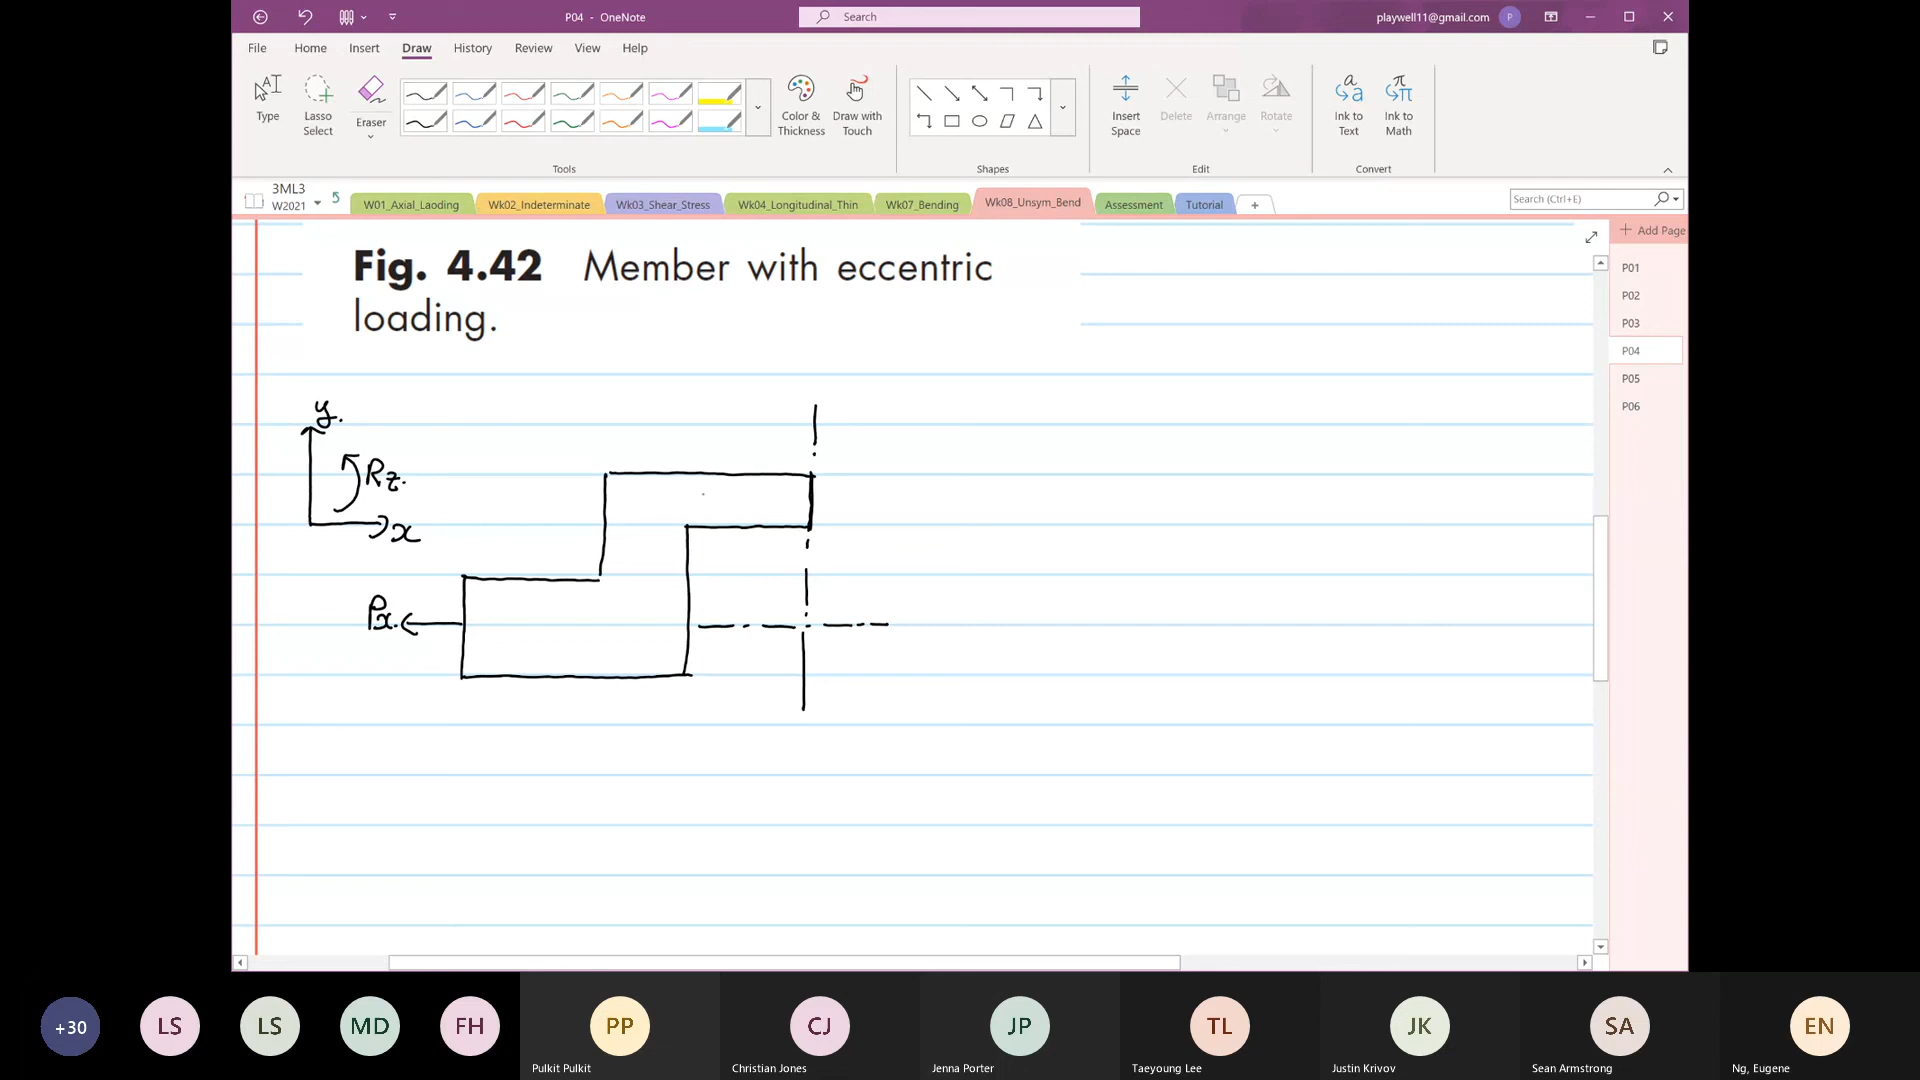 P04 - OneNote
Search
playwell11@gmail.com
P
File Home Insert Draw History Review View Help
Type
Lasso Select
Eraser
Color & Thickness
Draw with Touch
Insert Space
Delete
Arrange
Rotate
Ink to Text
Ink to Math
Tools
Shapes
Edit
Convert
3ML3
W2021
W01_Axial_Laoding
Wk02_Indeterminate
Wk03_Shear_Stress
Wk04_Longitudinal_Thin
Wk07_Bending
Wk08_Unsym_Bend
Assessment
Tutorial
+
Search (Ctrl+E)
Add Page
P01
P02
P03
P04
P05
P06
Fig. 4.42 Member with eccentric
loading.
y.
Rz.
x
Px.
+30
LS
LS
MD
FH
PP
CJ
JP
TL
JK
SA
EN
Pulkit Pulkit
Christian Jones
Jenna Porter
Taeyoung Lee
Justin Krivov
Sean Armstrong
Ng, Eugene